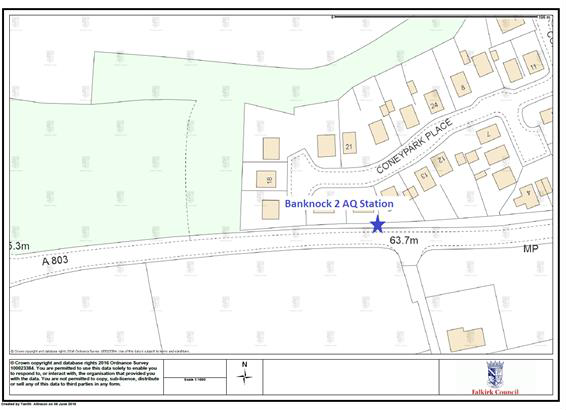 100 m
11
8
24
CONEYPARK PLACE
7
21
12
13
18
4
Banknock 2 AQ Station
5.3m
63.7m
A 803
MP
© Crown copyright and database rights 2016 Ordnance Survey
100023384. You are permitted to use this data solely to enable you
to respond to, or interact with, the organisation that provided you
with the data. You are not permitted to copy, sub-license, distribute
or sell any of this data to third parties in any form.
N
Falkirk Council